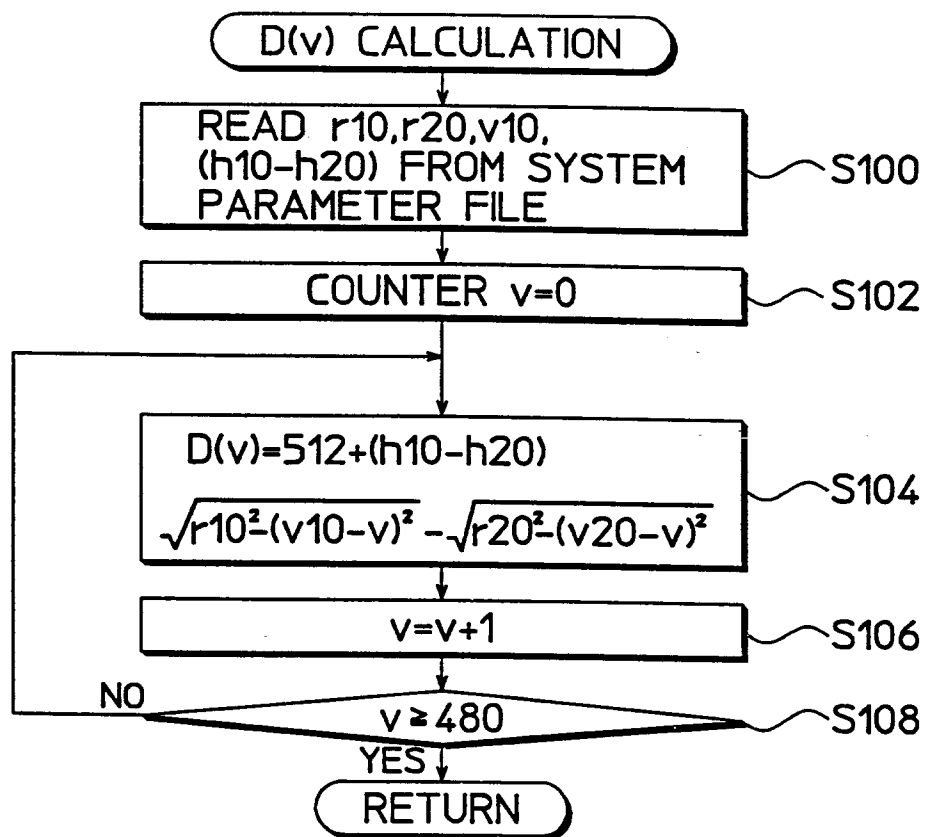 D(v) CALCULATION
READ r10,r20,v10,
(h10-h20) FROM SYSTEM
PARAMETER FILE
S100
COUNTER v=0
S102
D(v)=512+(h10-h20)
√r10²-(v10-v)² -√r20²-(v20-v)²
S104
v=v+1
S106
NO
v≧480
S108
YES
RETURN